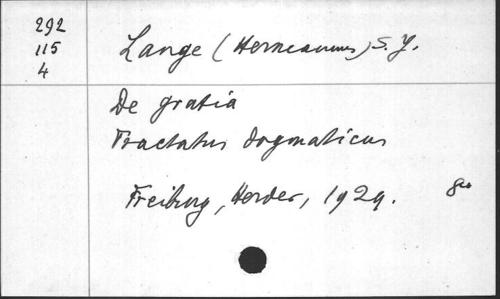 292
115
4
Lange (Hermannus) S. J.
De gratia
Tractatus dogmaticus
Freiburg, Herder, 1929. 8°